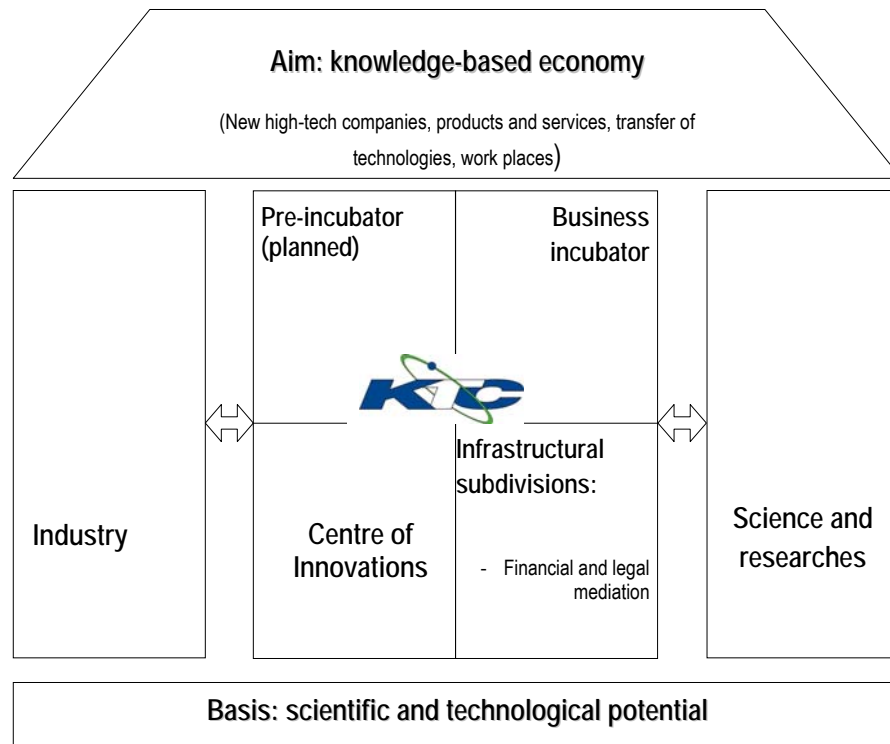 Aim: knowledge-based economy
(New high-tech companies, products and services, transfer of
technologies, work places)
Pre-incubator
(planned)
Business
incubator
KTC
Industry
Centre of
Innovations
Infrastructural
subdivisions:
- Financial and legal
mediation
Science and
researches
Basis: scientific and technological potential